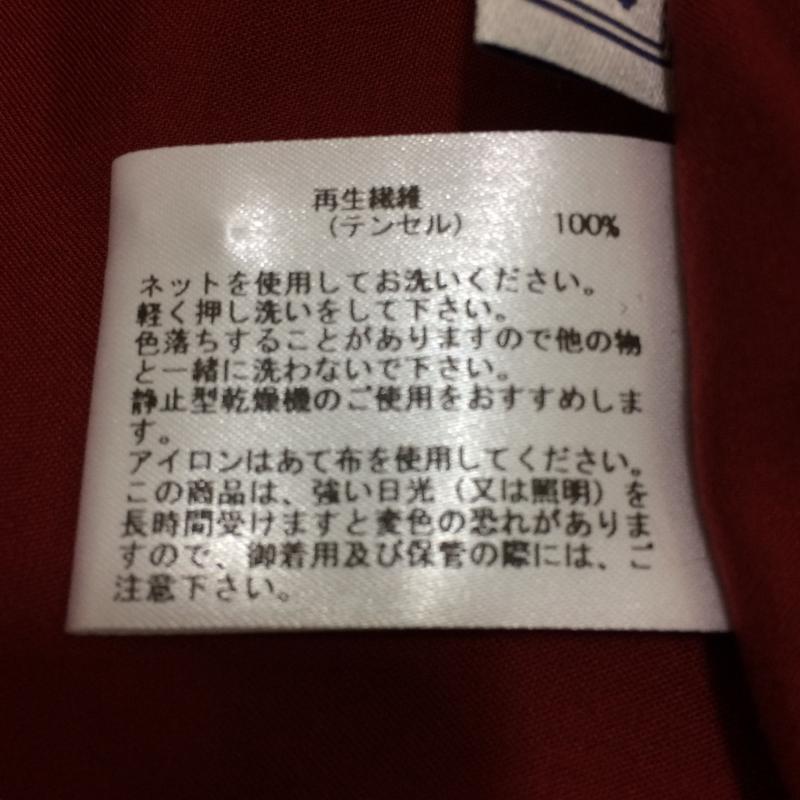 再生繊維
（テンセル） 100%
ネットを使用してお洗いください。
軽く押し洗いをして下さい。
色落ちすることがありますので他の物
と一緒に洗わないで下さい。
静止型乾燥機のご使用をおすすめしま
す。
アイロンはあて布を使用してください。
この商品は、強い日光（又は照明）を
長時間受けますと変色の恐れがありま
すので、御着用及び保管の際には、ご
注意下さい。